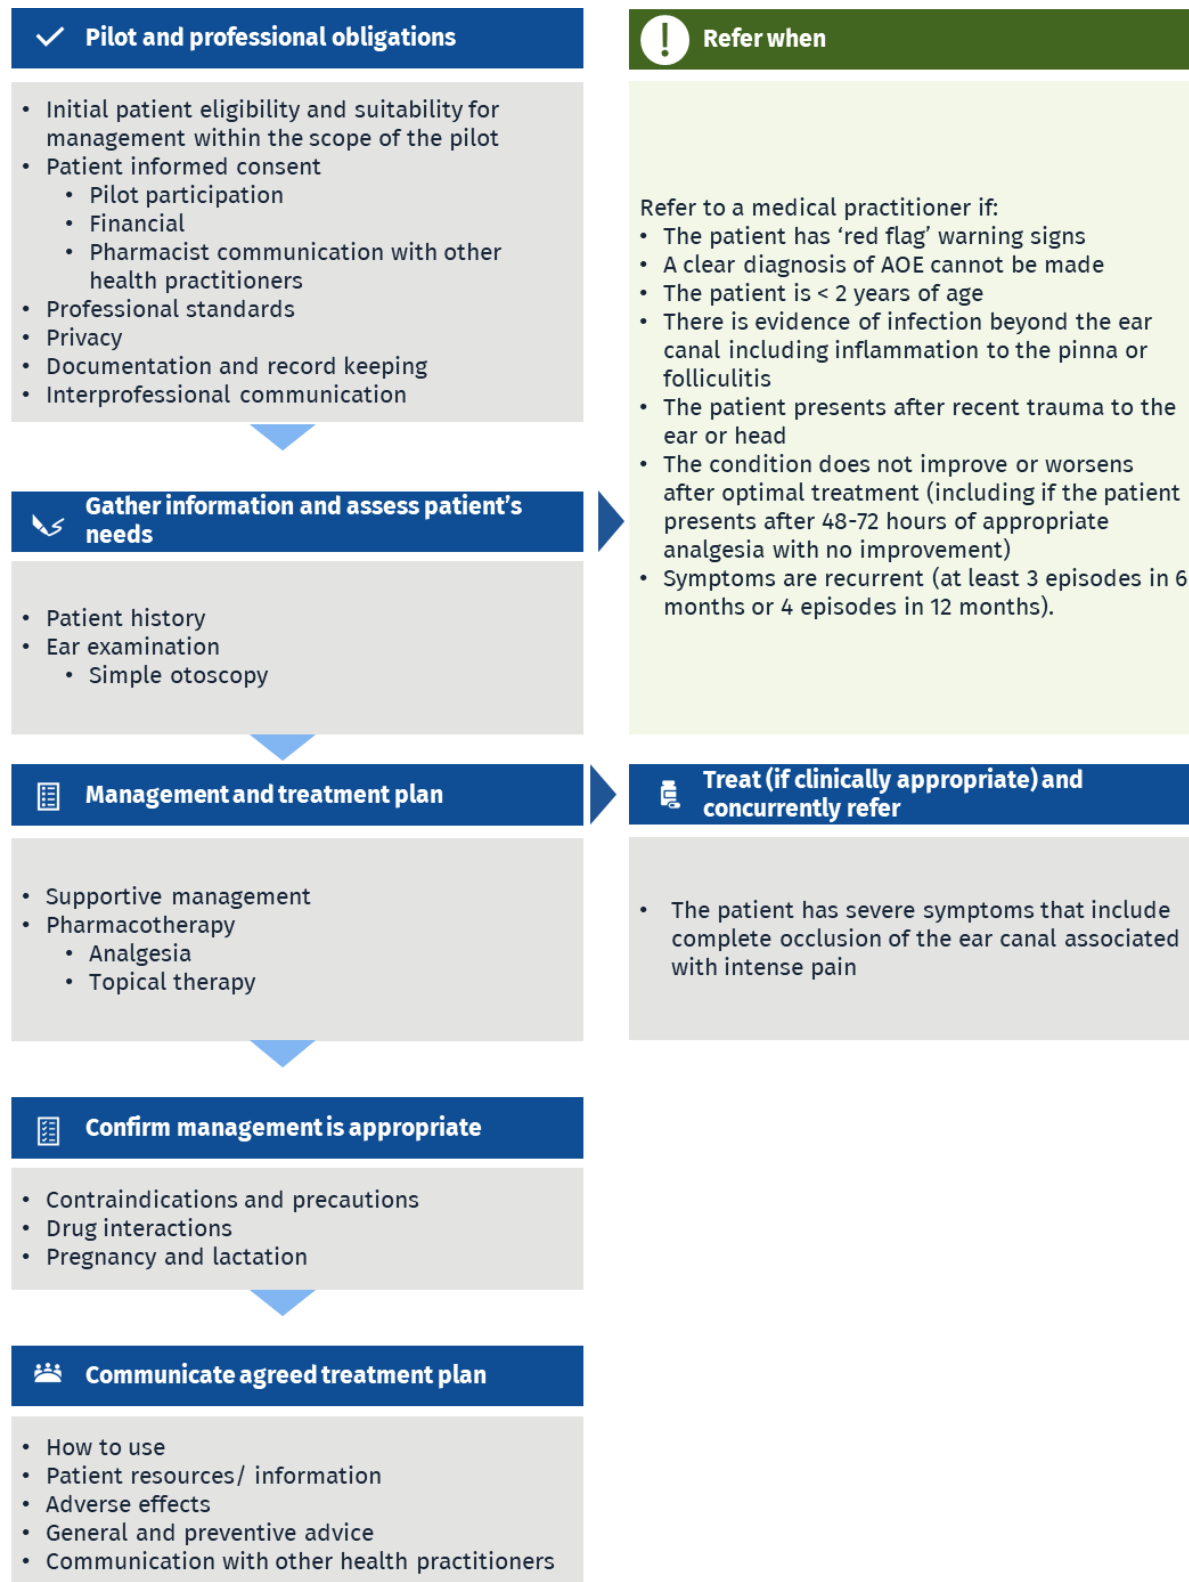 Pilot and professional obligations
• Initial patient eligibility and suitability for
management within the scope of the pilot
• Patient informed consent
• Pilot participation
• Financial
• Pharmacist communication with other
health practitioners
• Professional standards
• Privacy
• Documentation and record keeping
• Interprofessional communication
! Refer when
Refer to a medical practitioner if:
• The patient has ‘red flag’ warning signs
• A clear diagnosis of AOE cannot be made
• The patient is < 2 years of age
• There is evidence of infection beyond the ear
canal including inflammation to the pinna or
folliculitis
• The patient presents after recent trauma to the
ear or head
• The condition does not improve or worsens
after optimal treatment (including if the patient
presents after 48-72 hours of appropriate
analgesia with no improvement)
• Symptoms are recurrent (at least 3 episodes in 6
months or 4 episodes in 12 months).
Gather information and assess patient’s
needs
• Patient history
• Ear examination
• Simple otoscopy
Management and treatment plan
• Supportive management
• Pharmacotherapy
• Analgesia
• Topical therapy
Treat (if clinically appropriate) and
concurrently refer
• The patient has severe symptoms that include
complete occlusion of the ear canal associated
with intense pain
Confirm management is appropriate
• Contraindications and precautions
• Drug interactions
• Pregnancy and lactation
Communicate agreed treatment plan
• How to use
• Patient resources/ information
• Adverse effects
• General and preventive advice
• Communication with other health practitioners